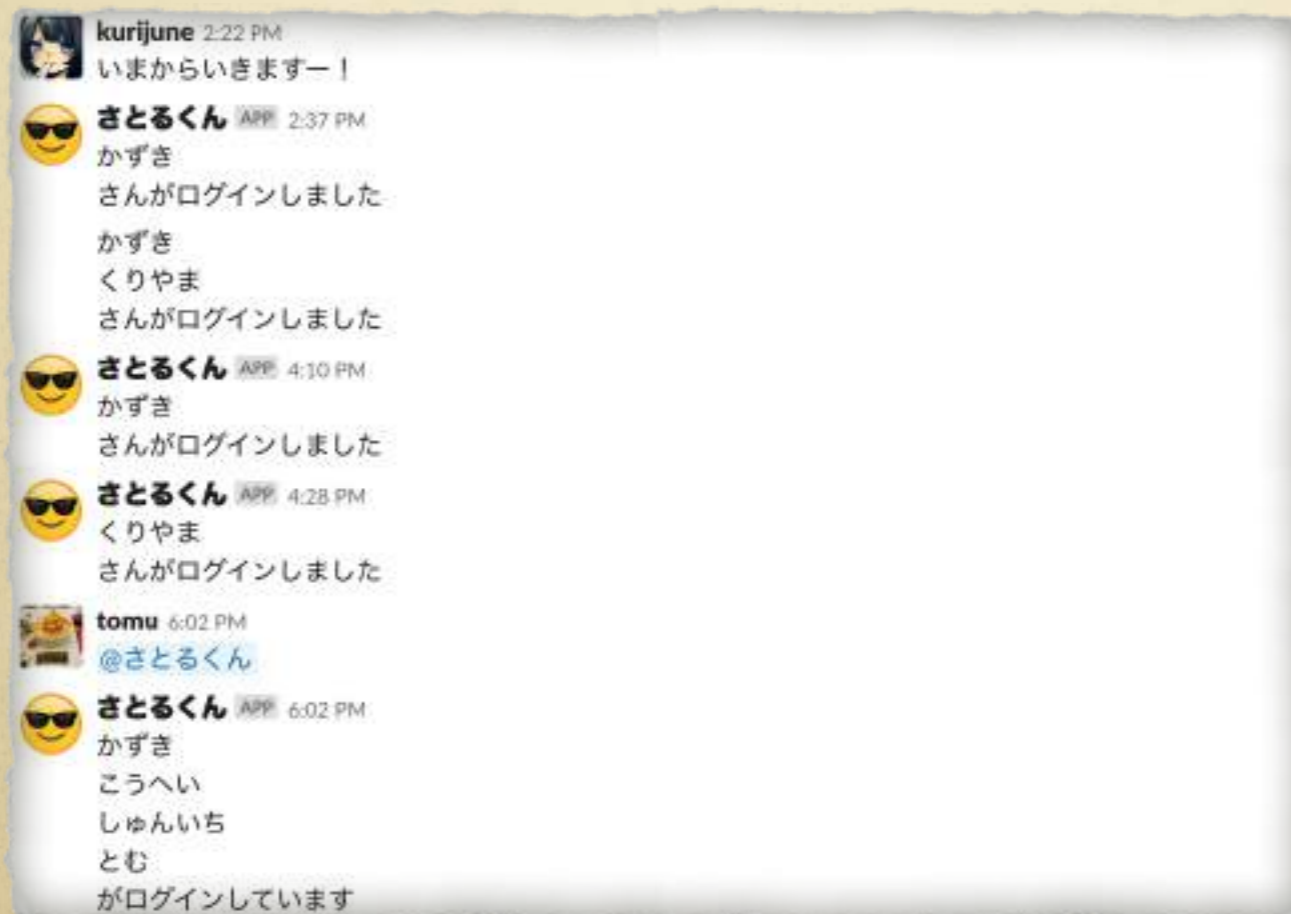 kurijune 2:22 PM
いまからいきますー！
さとるくん APP 2:37 PM
かずき
さんがログインしました
かずき
くりやま
さんがログインしました
さとるくん APP 4:10 PM
かずき
さんがログインしました
さとるくん APP 4:28 PM
くりやま
さんがログインしました
tomu 6:02 PM
@さとるくん
さとるくん APP 6:02 PM
かずき
こうへい
しゅんいち
とむ
がログインしています